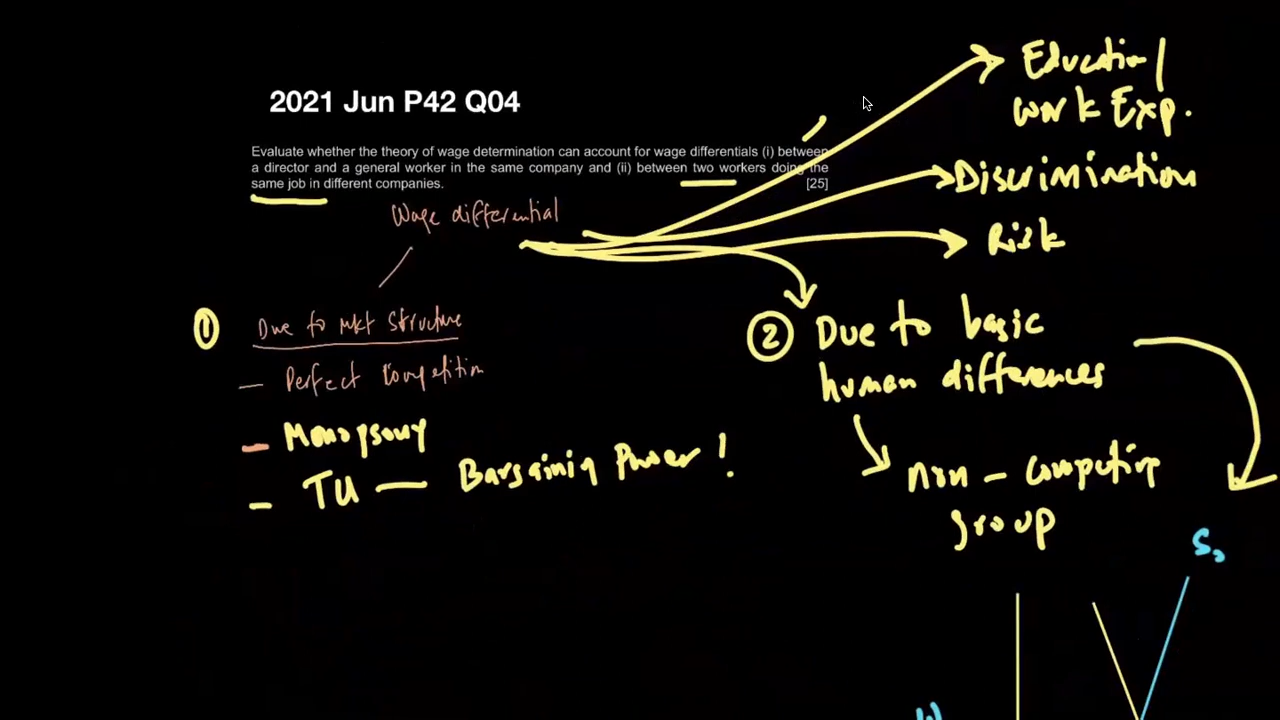 2021 Jun P42 Q04
Evaluate whether the theory of wage determination can account for wage differentials (i) between
a director and a general worker in the same company and (ii) between two workers doing the
same job in different companies. [25]
Wage differential
Education/
Work Exp.
Discrimination
Risk
① Due to mkt structure
- Perfect Competition
- Monopsony
- TU - Bargaining Power !
② Due to basic
human differences
non - competing
group
S
W